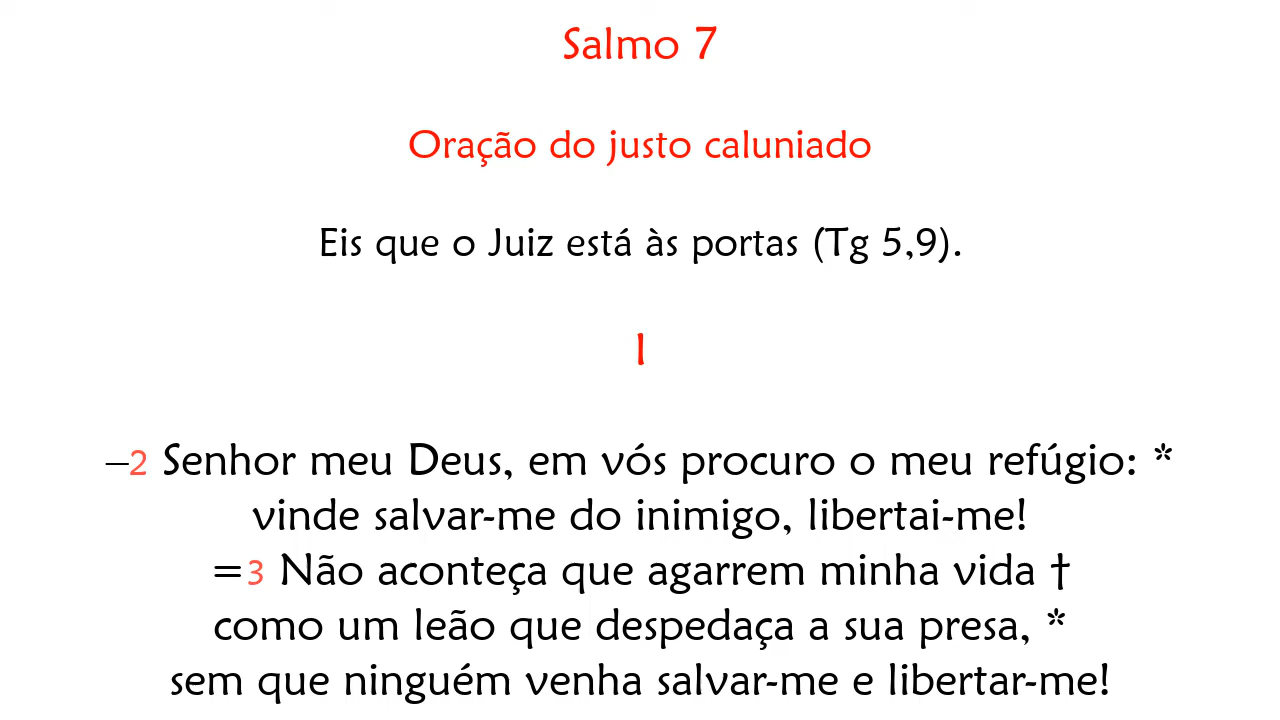 Salmo 7
Oração do justo caluniado
Eis que o Juiz está às portas (Tg 5,9).
I
–2 Senhor meu Deus, em vós procuro o meu refúgio: *
vinde salvar-me do inimigo, libertai-me!
=3 Não aconteça que agarrem minha vida †
como um leão que despedaça a sua presa, *
sem que ninguém venha salvar-me e libertar-me!